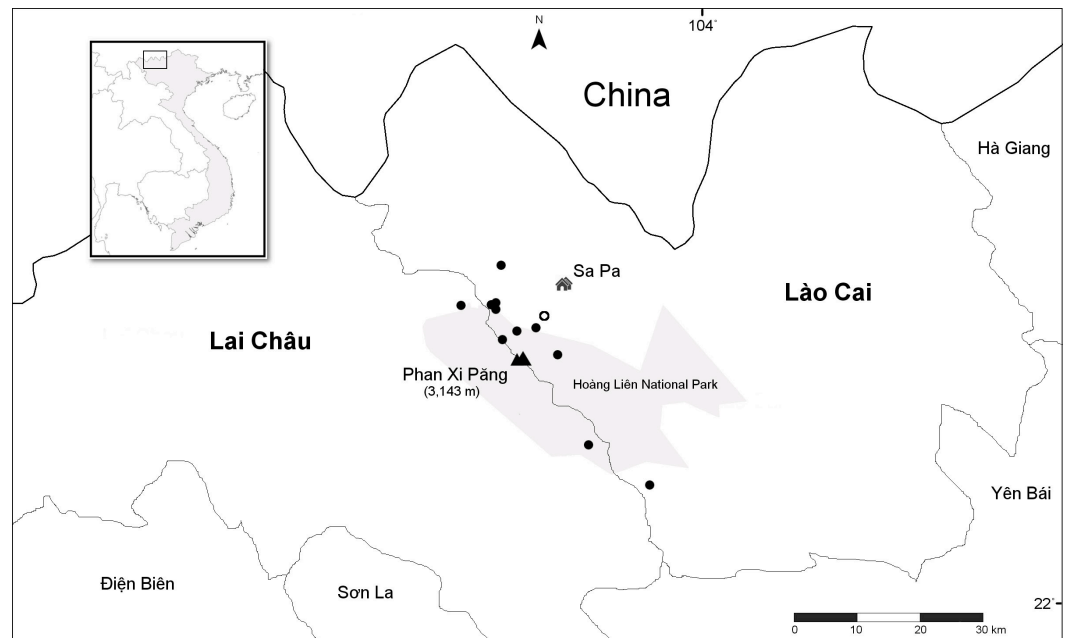 N
104°
China
Hà Giang
Sa Pa
Lào Cai
Lai Châu
Phan Xi Păng
(3,143 m)
Hoàng Liên National Park
Yên Bái
Điện Biên
Sơn La
22°
0 10 20 30 km